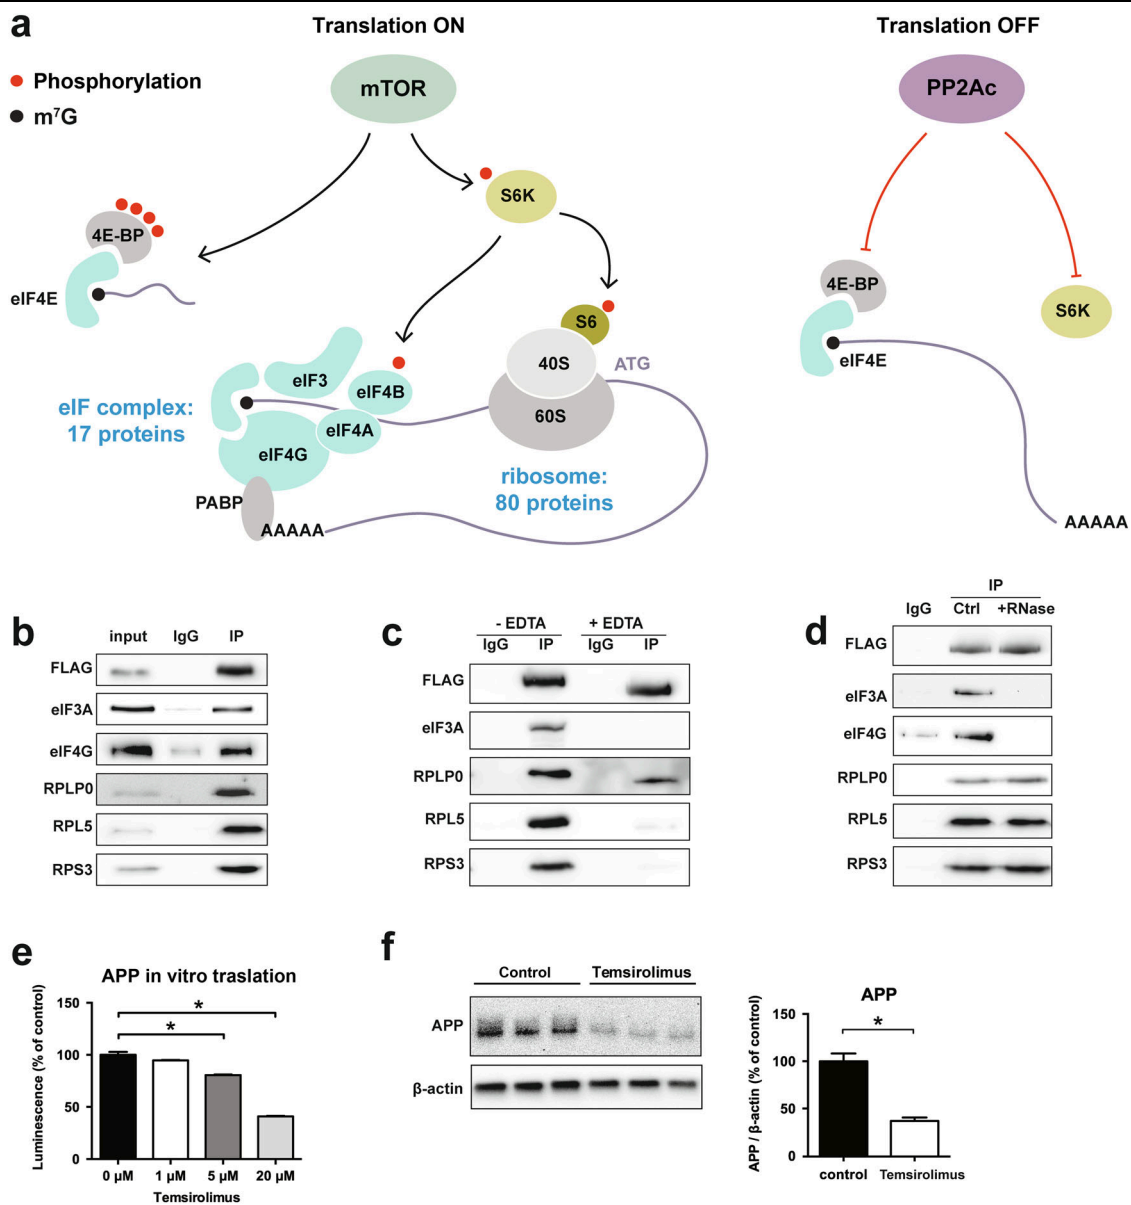 a
Translation ON
Translation OFF
Phosphorylation
m⁷G
mTOR
PP2Ac
S6K
4E-BP
eIF4E
4E-BP
S6K
eIF4E
S6
40S
ATG
60S
eIF3
eIF4B
eIF4A
eIF4G
eIF complex:
17 proteins
ribosome:
80 proteins
PABP
AAAAA
AAAAA
b
input IgG IP
FLAG
eIF3A
eIF4G
RPLP0
RPL5
RPS3
c
- EDTA + EDTA
IgG IP IgG IP
FLAG
eIF3A
RPLP0
RPL5
RPS3
d
IP
IgG Ctrl +RNase
FLAG
eIF3A
eIF4G
RPLP0
RPL5
RPS3
e
APP in vitro traslation
Luminescence (% of control)
150
100
50
0
*
*
0 µM 1 µM 5 µM 20 µM
Temsirolimus
f
Control Temsirolimus
APP
β-actin
APP
APP / β-actin (% of control)
150
100
50
0
*
control Temsirolimus